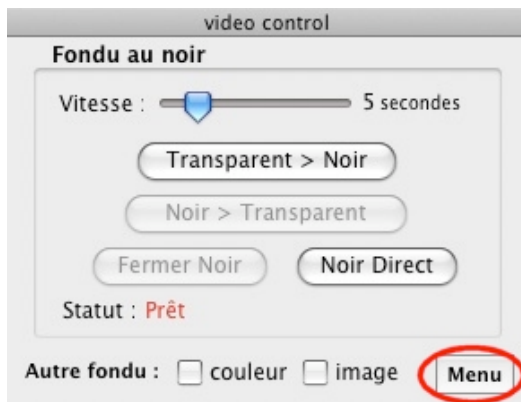 video control
Fondu au noir
Vitesse : 5 secondes
Transparent > Noir
Noir > Transparent
Fermer Noir Noir Direct
Statut : Prêt
Autre fondu : couleur image Menu